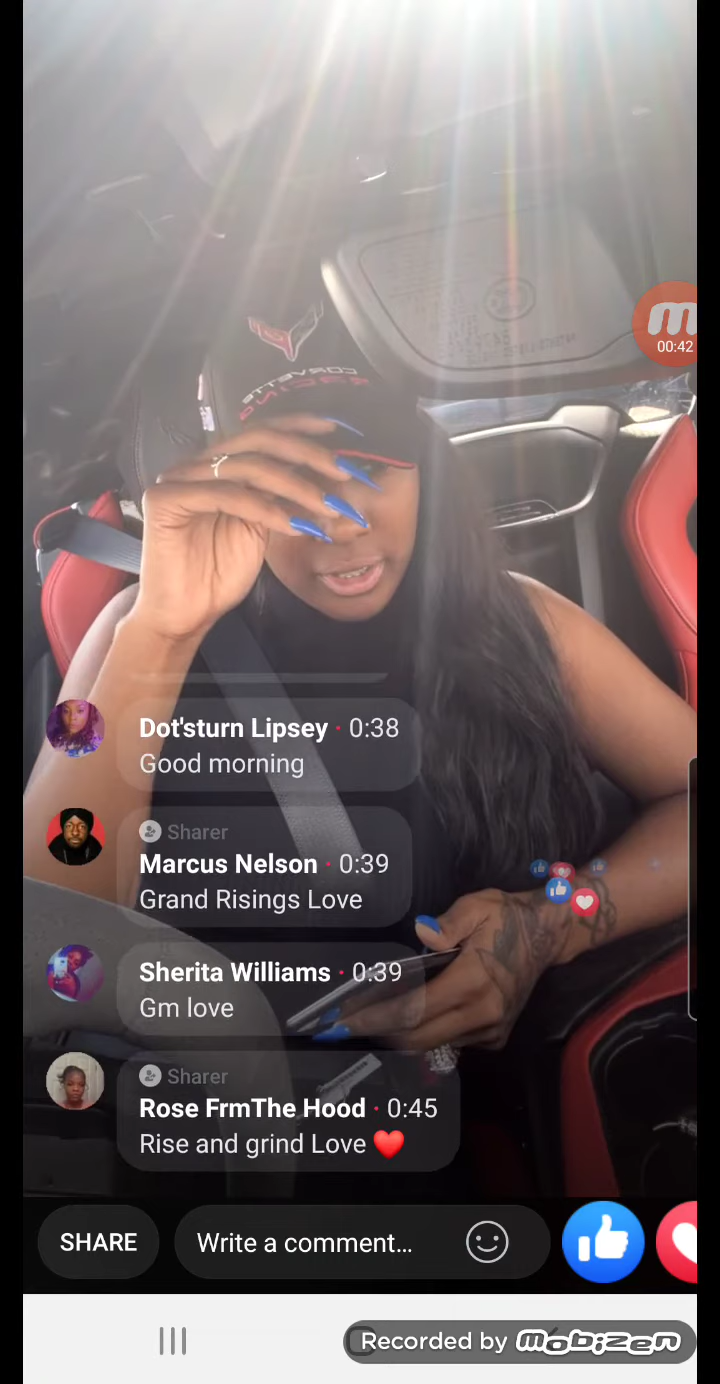 CORVETTE
RACING
00:42
Dot'sturn Lipsey · 0:38
Good morning
Sharer
Marcus Nelson · 0:39
Grand Risings Love
Sherita Williams · 0:39
Gm love
Sharer
Rose FrmThe Hood · 0:45
Rise and grind Love ❤️
SHARE
Write a comment...
Recorded by Mobizen